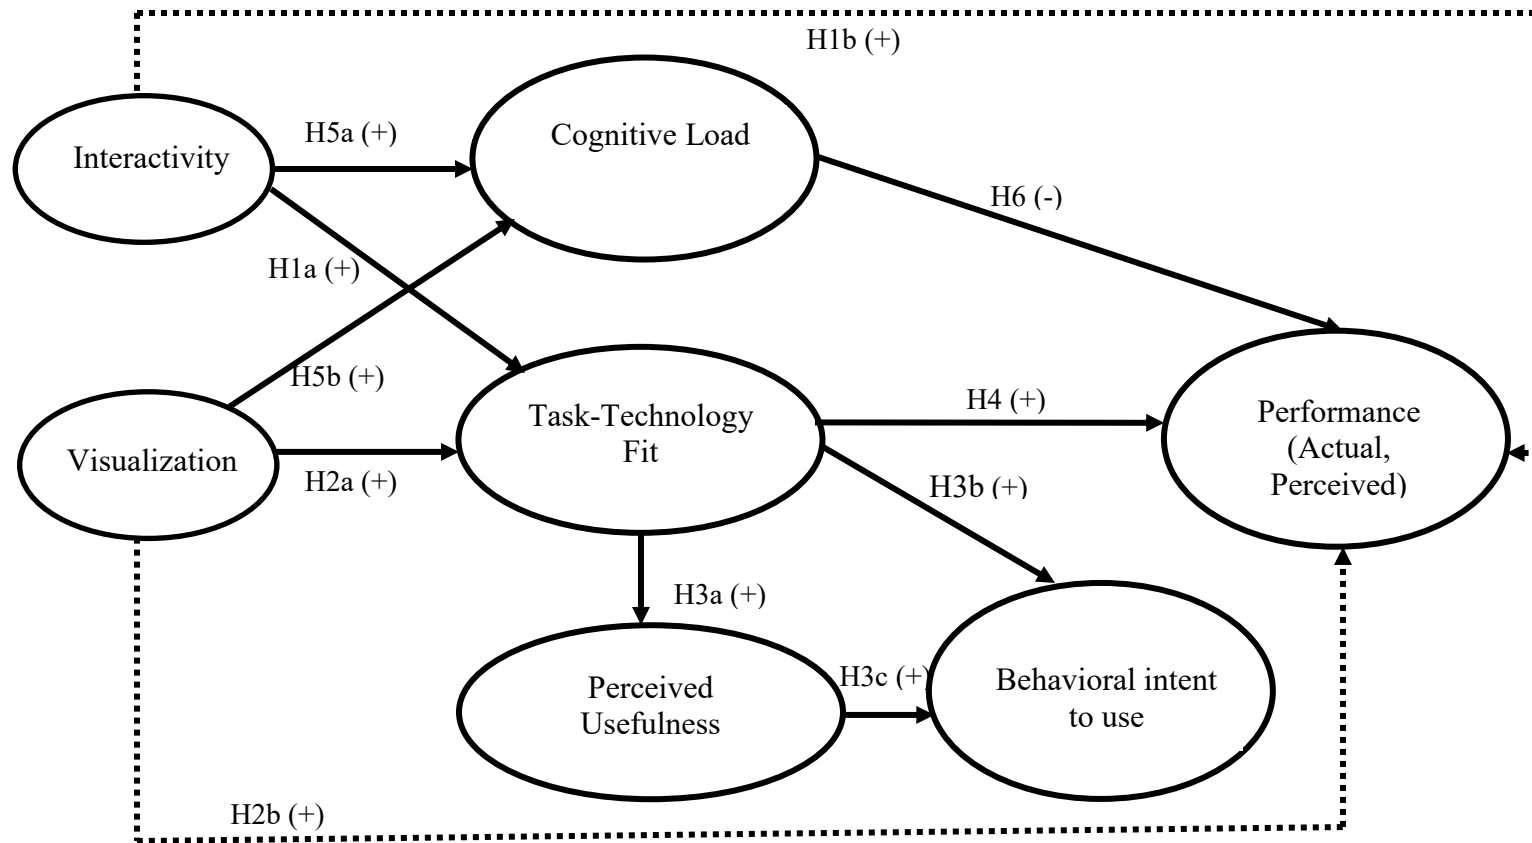 H1b (+)
Interactivity
H5a (+)
Cognitive Load
H6 (-)
H1a (+)
H5b (+)
Visualization
H2a (+)
Task-Technology
Fit
H4 (+)
H3b (+)
Performance
(Actual,
Perceived)
H3a (+)
Perceived
Usefulness
H3c (+)
Behavioral intent
to use
H2b (+)